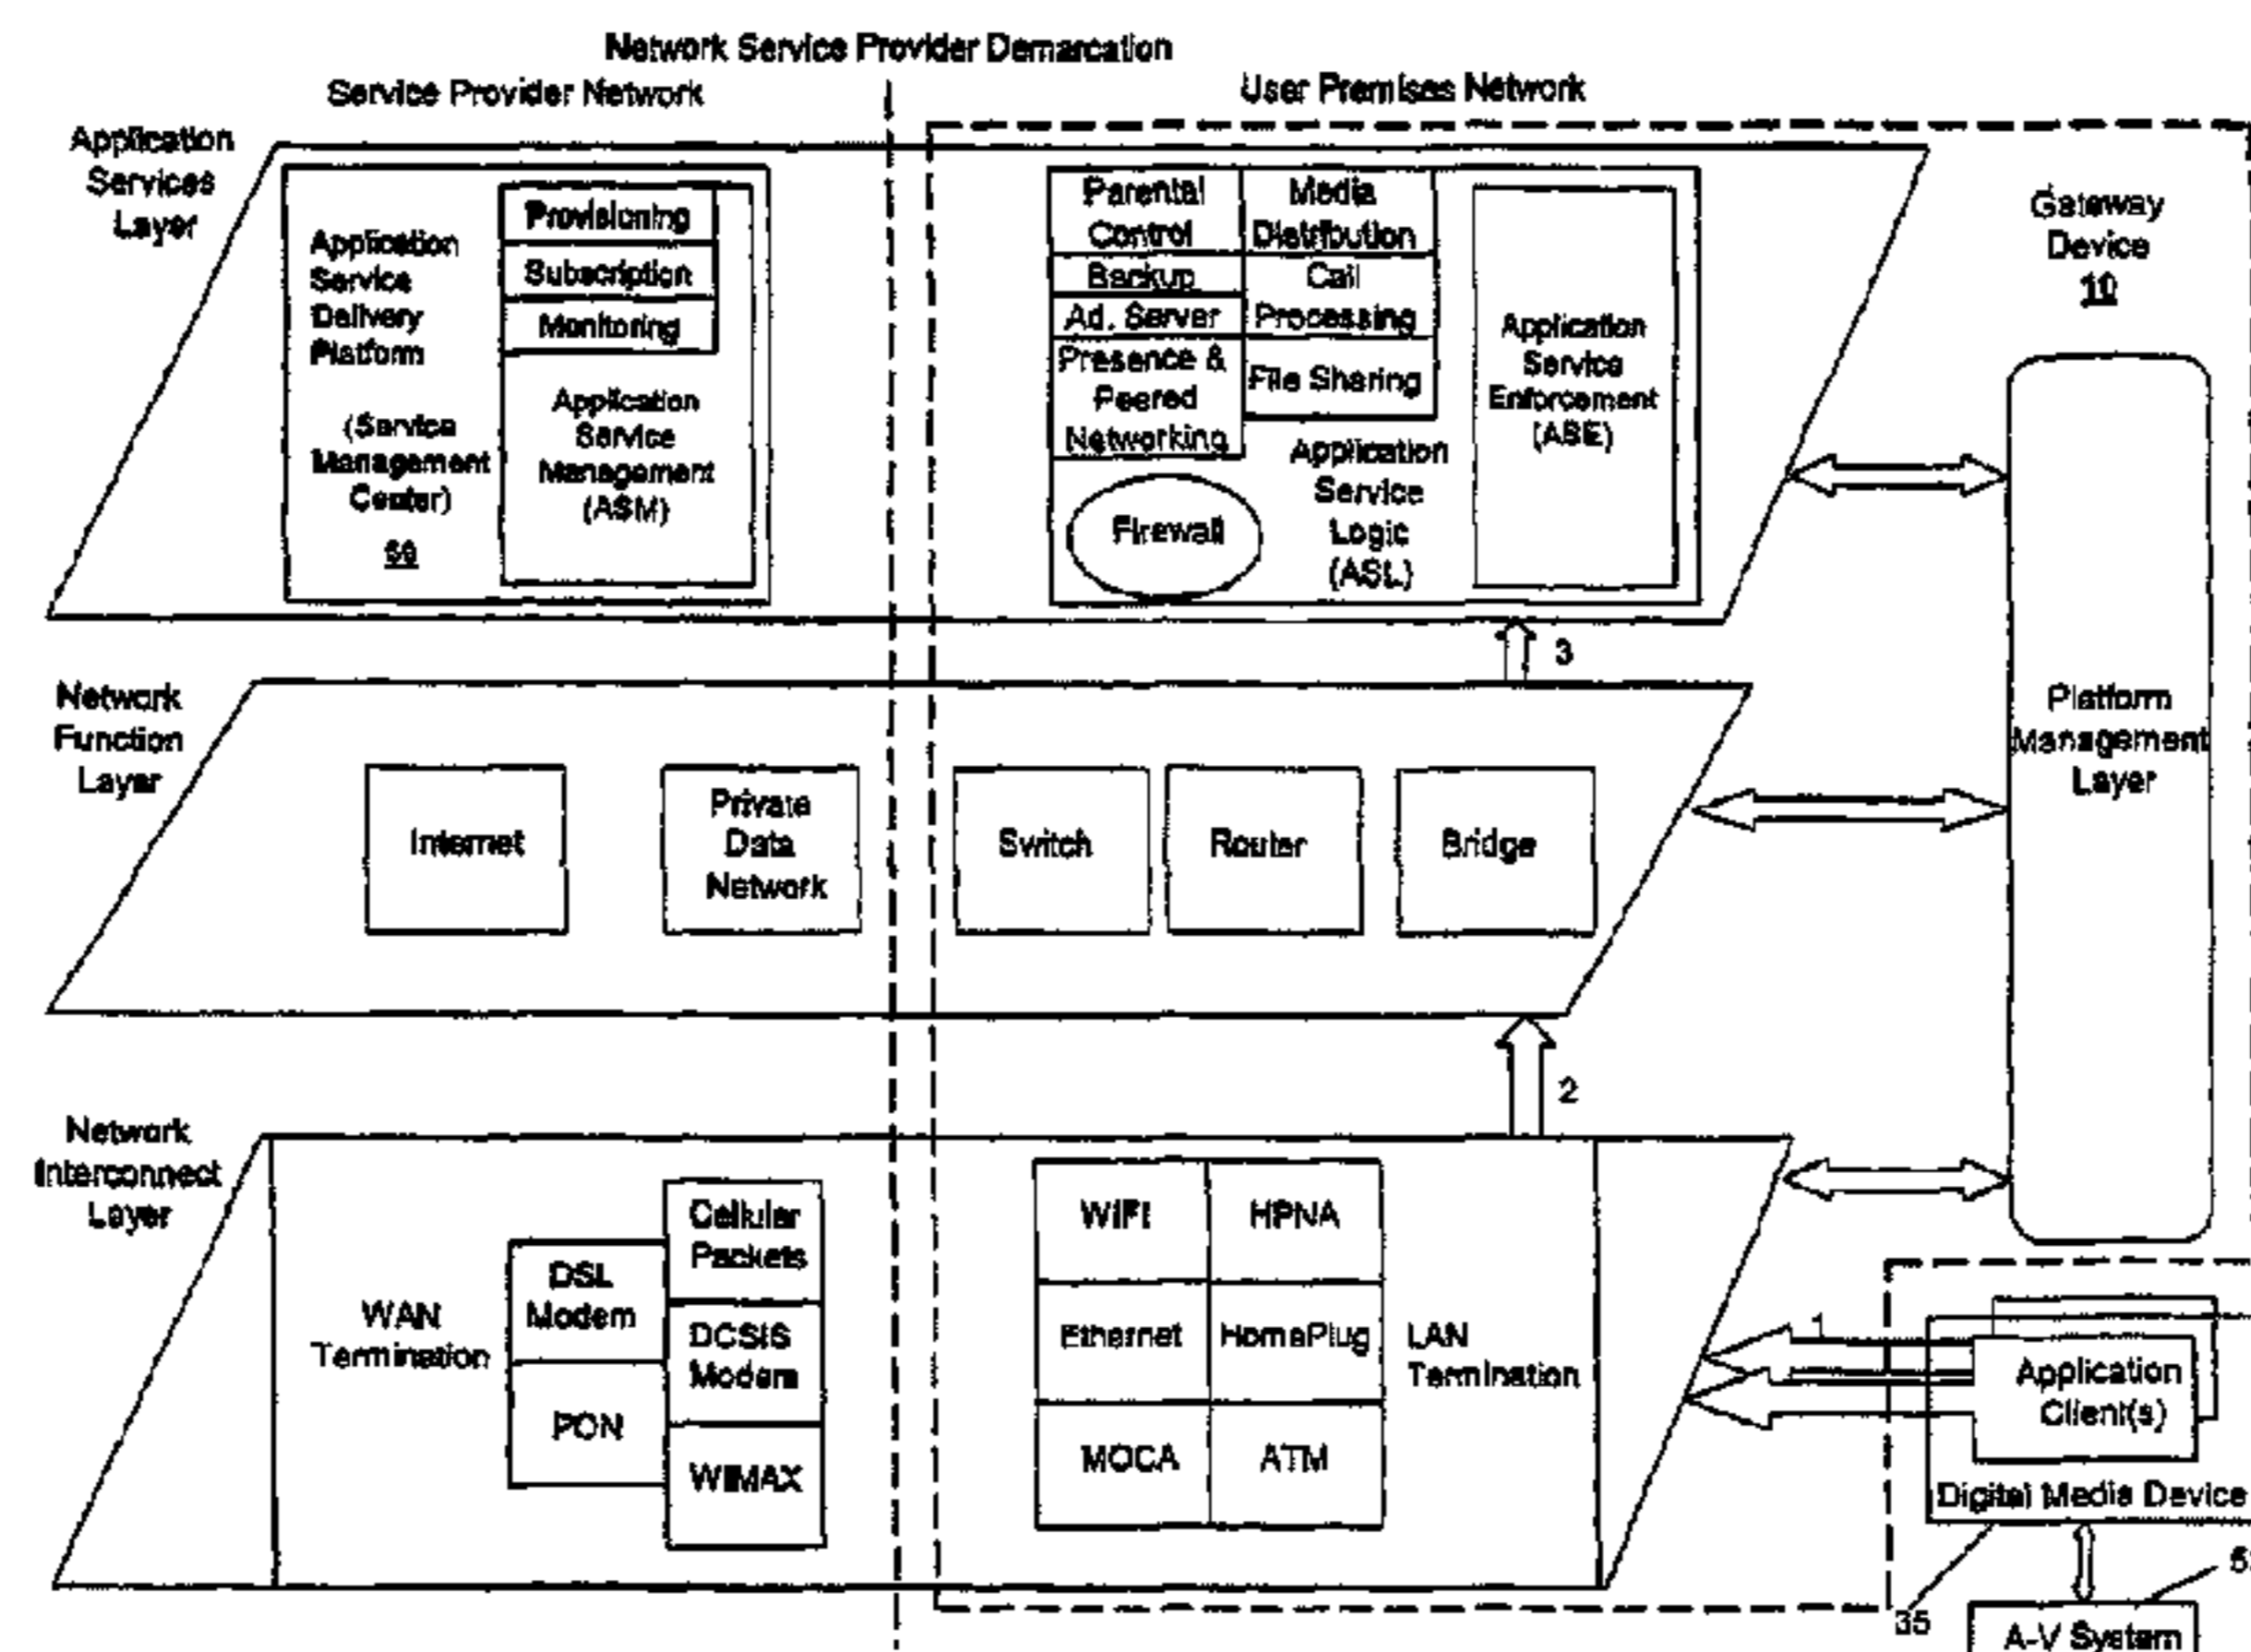 Network Service Provider Demarcation
Service Provider Network
User Premises Network
Application
Services
Layer
Application
Service
Delivery
Platform
(Service
Management
Center)
Provisioning
Subscription
Monitoring
Application
Service
Management
(ASM)
Parental
Control
Backup
Ad. Server
Presence &
Peered
Networking
Media
Distribution
Call
Processing
File Sharing
Firewall
Application
Service
Logic
(ASL)
Application
Service
Enforcement
(ASE)
Gateway
Device
10
3
Network
Function
Layer
Internet
Private
Data
Network
Switch
Router
Bridge
Platform
Management
Layer
2
Network
Interconnect
Layer
WAN
Termination
DSL
Modem
PON
Cellular
Packets
DCSIS
Modem
WIMAX
WIFI
HPNA
Ethernet
HomePlug
MOCA
ATM
LAN
Termination
1
Application
Client(s)
Digital Media Device
35
A-V System